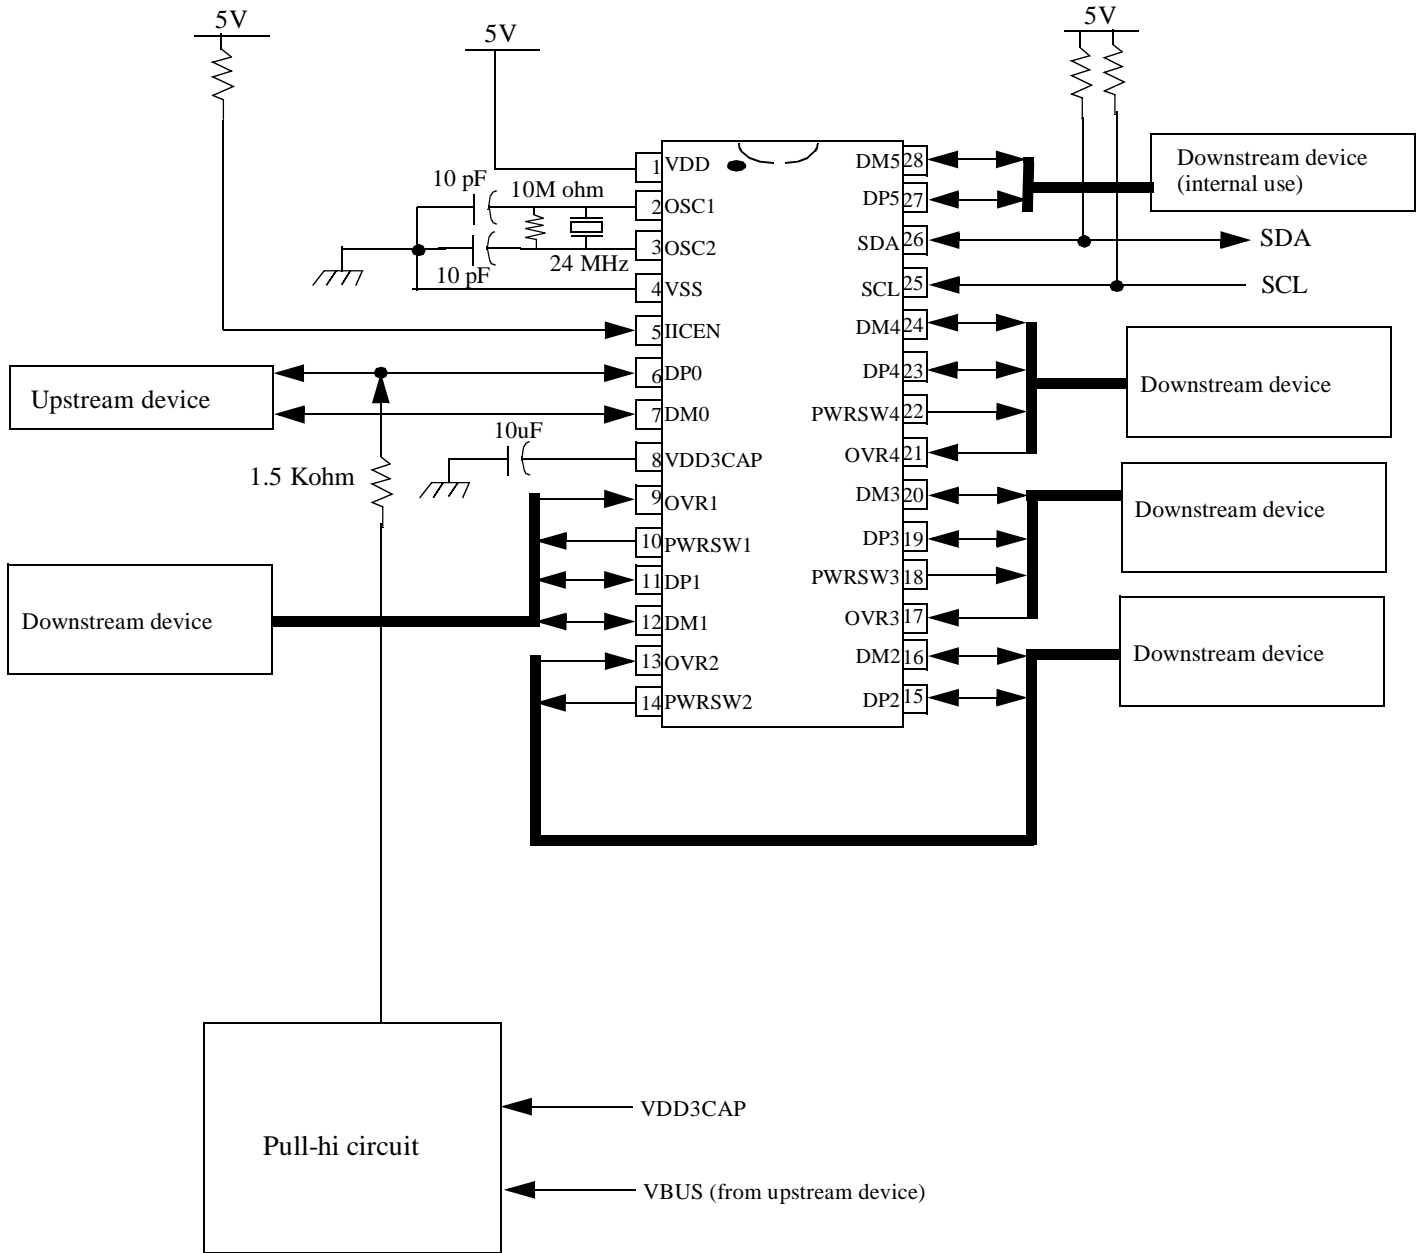 5V
5V
5V
10 pF
10M ohm
10 pF
24 MHz
1 VDD
2 OSC1
3 OSC2
4 VSS
5 IICEN
6 DP0
7 DM0
8 VDD3CAP
9 OVR1
10 PWRSW1
11 DP1
12 DM1
13 OVR2
14 PWRSW2
DM5 28
DP5 27
SDA 26
SCL 25
DM4 24
DP4 23
PWRSW4 22
OVR4 21
DM3 20
DP3 19
PWRSW3 18
OVR3 17
DM2 16
DP2 15
Downstream device
(internal use)
SDA
SCL
Upstream device
10uF
1.5 Kohm
Downstream device
Downstream device
Downstream device
Downstream device
Pull-hi circuit
VDD3CAP
VBUS (from upstream device)